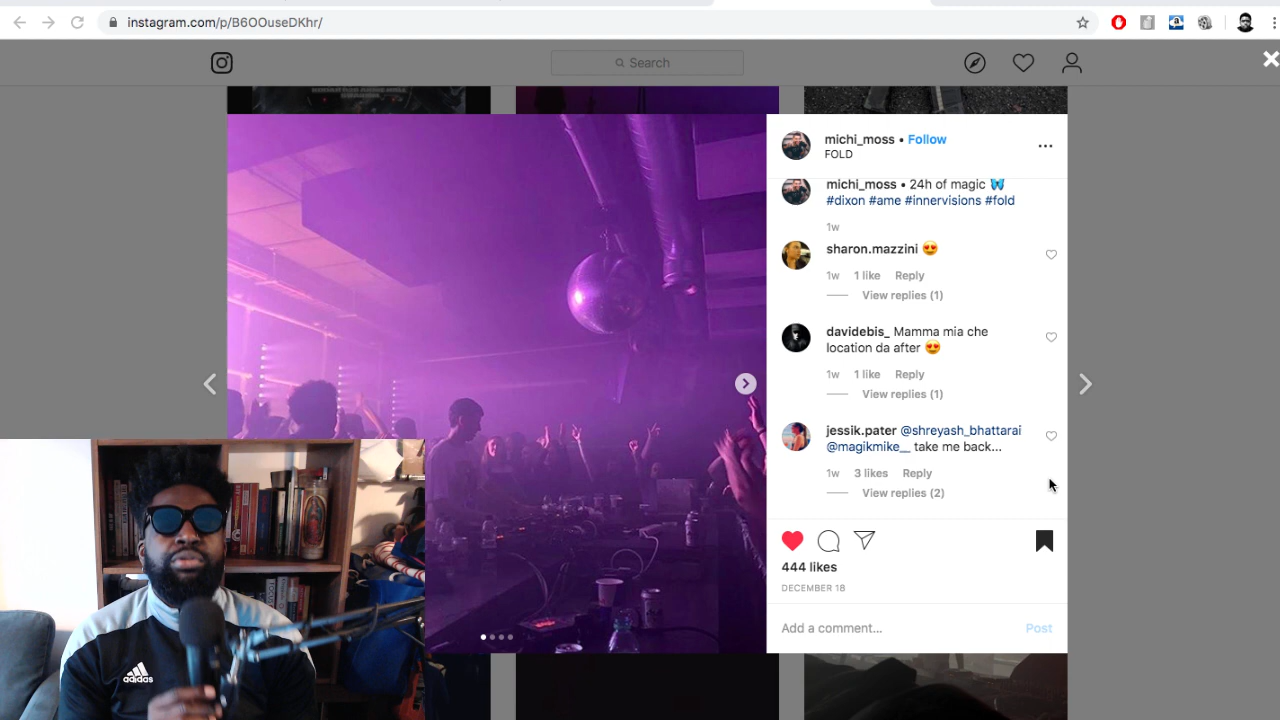 instagram.com/p/B6OOuseDKhr/
Search
michi_moss • Follow
FOLD
michi_moss • 24h of magic 🦋
#dixon #ame #innervisions #fold
1w
sharon.mazzini 😍
1w 1 like Reply
View replies (1)
davidebis_ Mamma mia che
location da after 😍
1w 1 like Reply
View replies (1)
jessik.pater @shreyash_bhattarai
@magikmike__ take me back...
1w 3 likes Reply
View replies (2)
444 likes
DECEMBER 18
Add a comment... Post
adidas